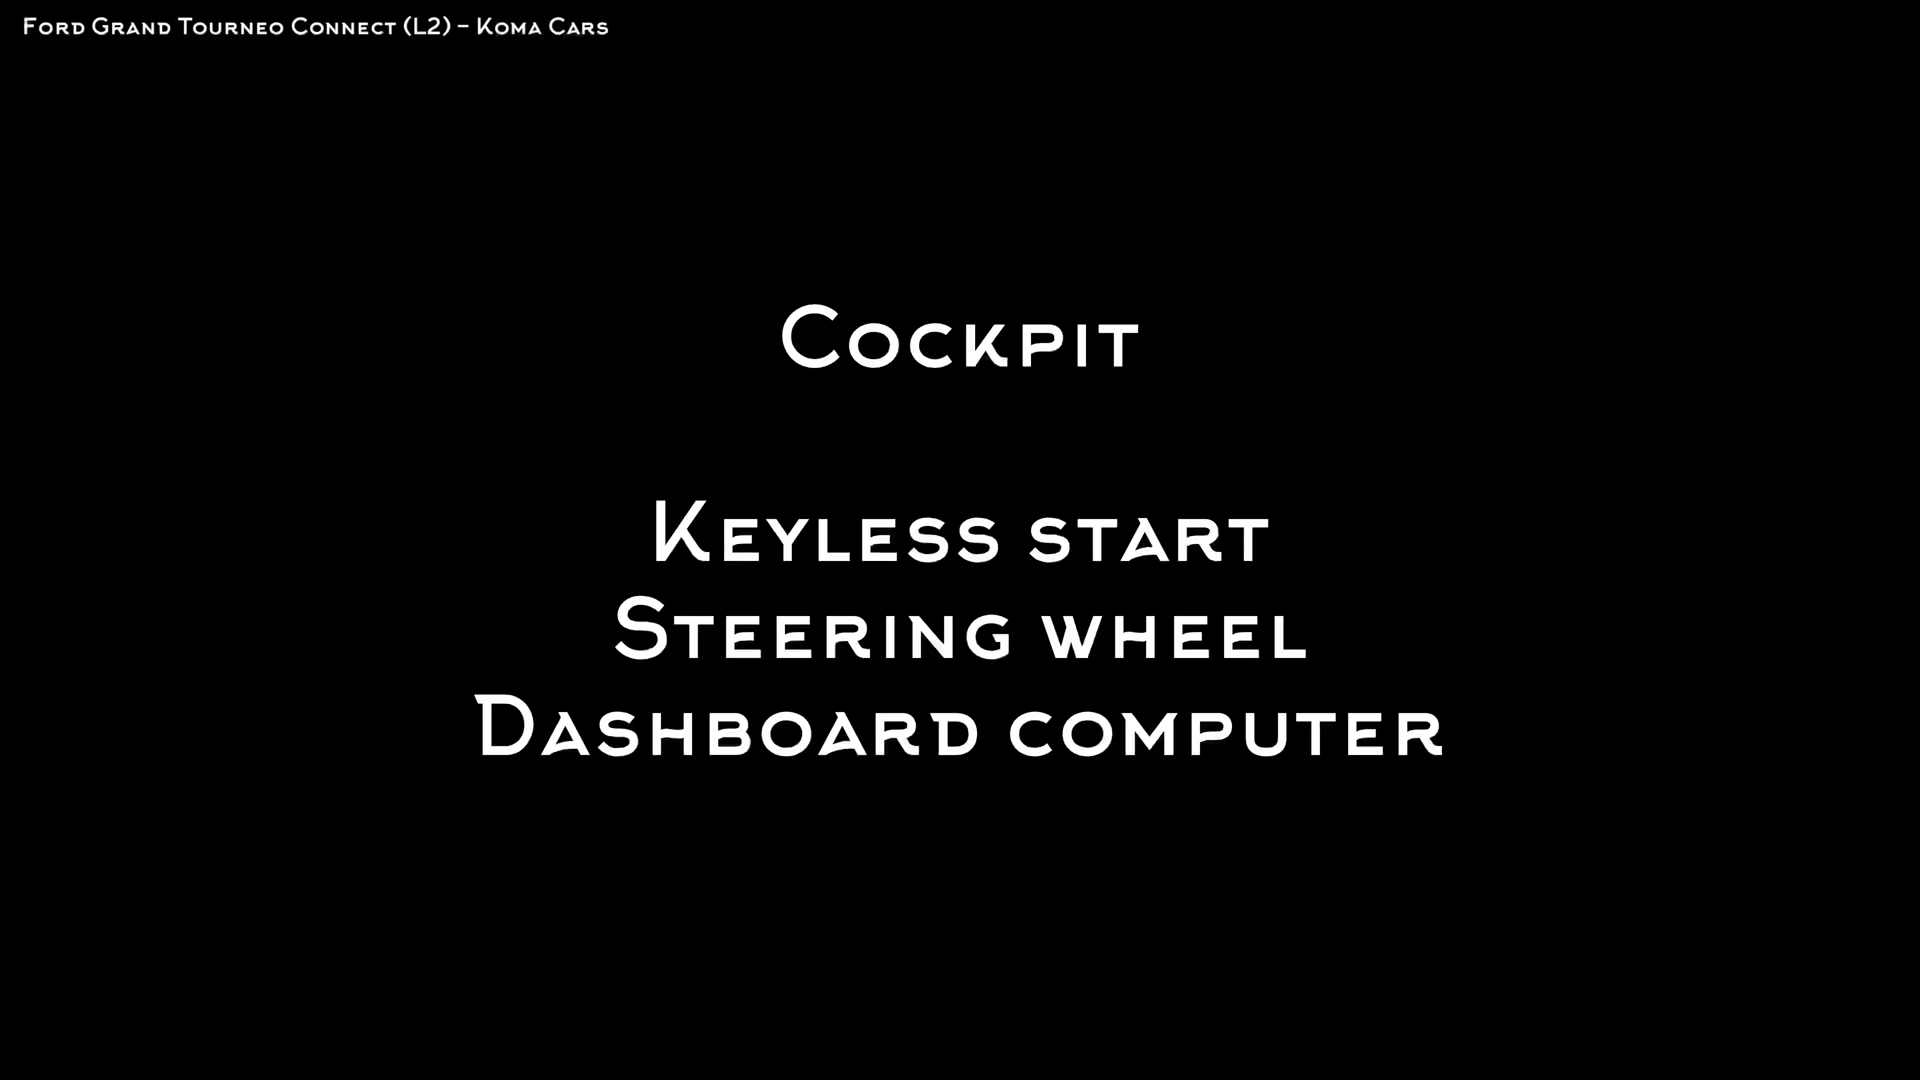 Ford Grand Tourneo Connect (L2) – Koma Cars
Cockpit
Keyless start
Steering wheel
Dashboard computer